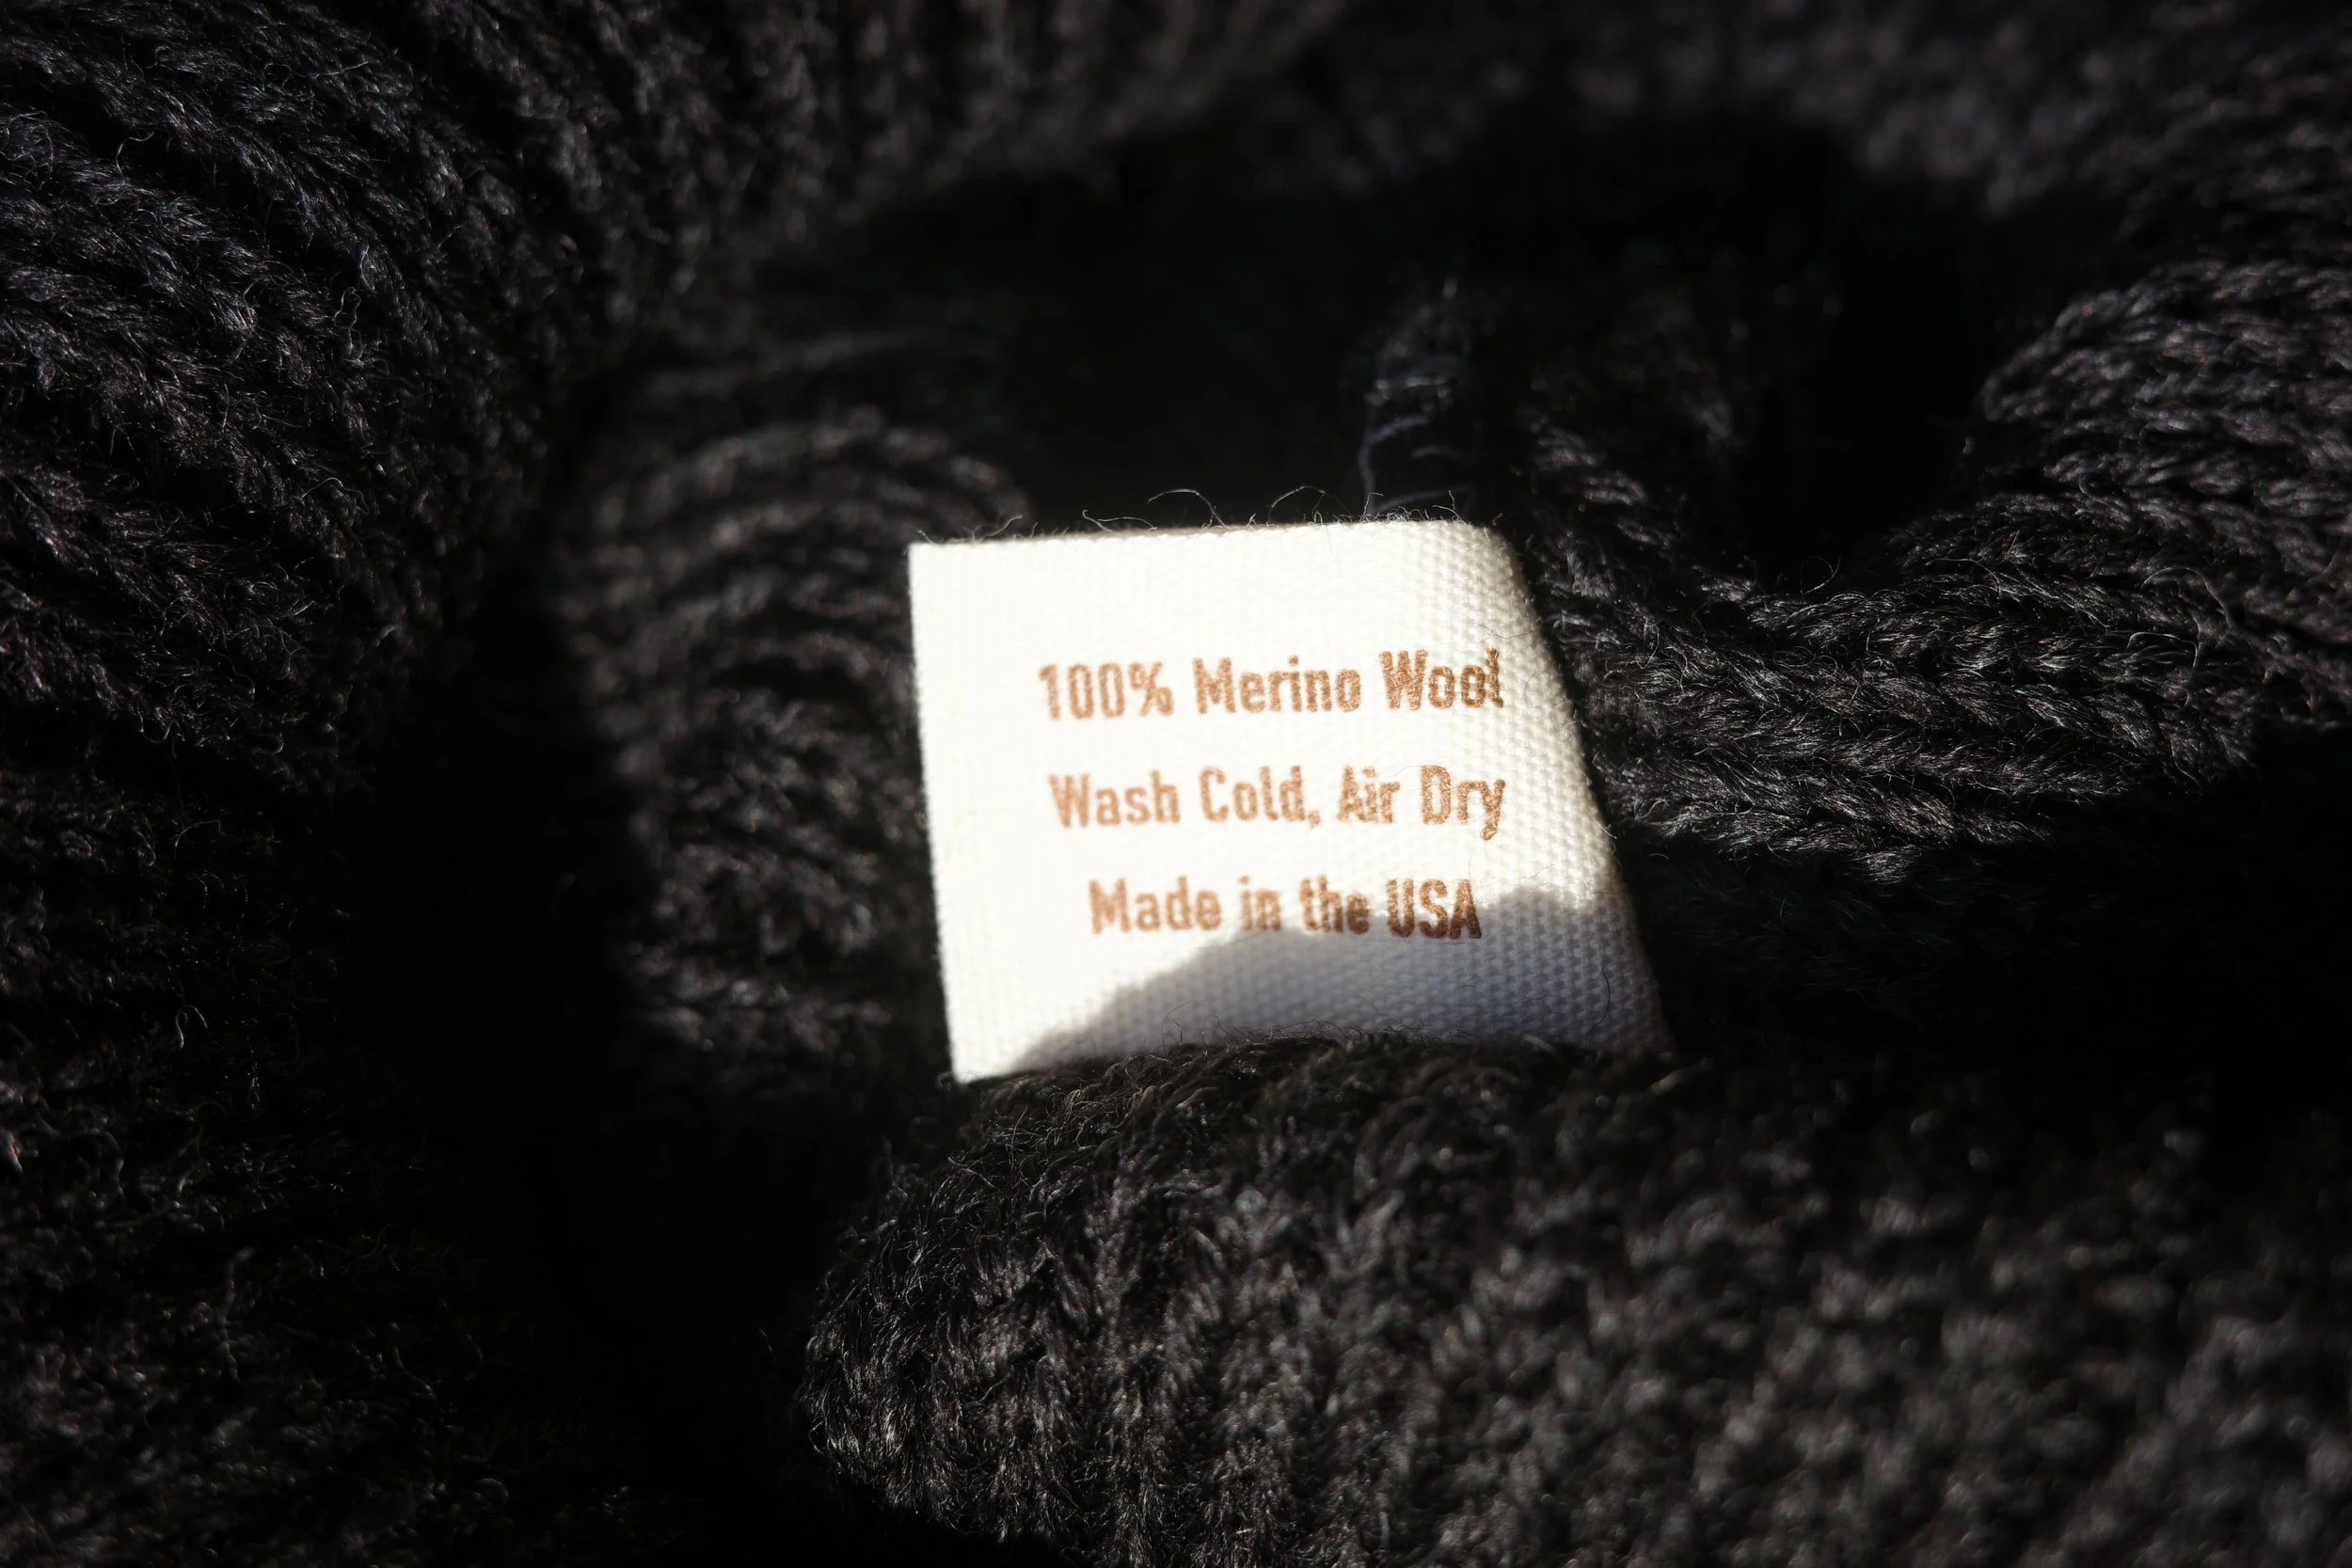 100% Merino Wool
Wash Cold, Air Dry
Made in the USA